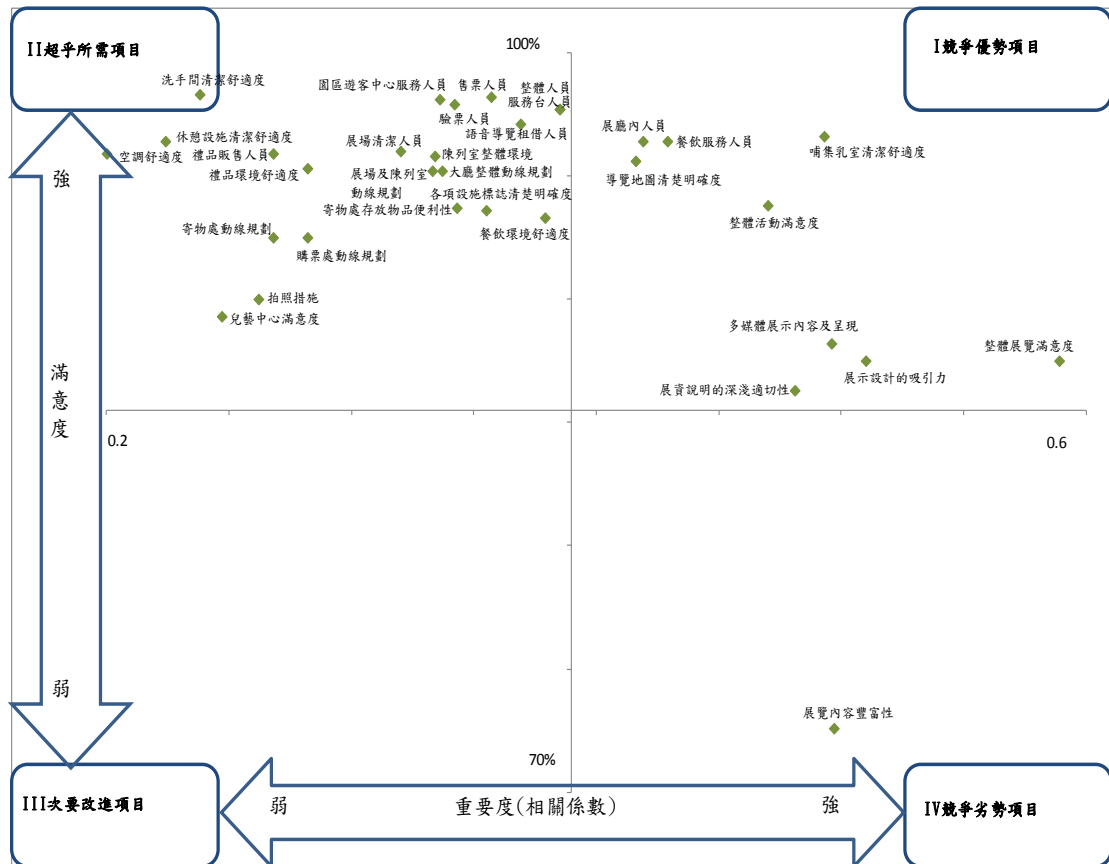 II超乎所需項目
I競爭優勢項目
100%
洗手間清潔舒適度
園區遊客中心服務人員
售票人員
整體人員
服務台人員
驗票人員
語音導覽租借人員
展廳內人員
餐飲服務人員
哺集乳室清潔舒適度
休憩設施清潔舒適度
展場清潔人員
空調舒適度
禮品販售人員
陳列室整體環境
禮品環境舒適度
展場及陳列室
動線規劃
大廳整體動線規劃
導覽地圖清楚明確度
強
各項設施標誌清楚明確度
寄物處存放物品便利性
整體活動滿意度
寄物處動線規劃
餐飲環境舒適度
購票處動線規劃
拍照措施
兒藝中心滿意度
多媒體展示內容及呈現
整體展覽滿意度
滿意度
展示設計的吸引力
展資說明的深淺適切性
0.2
0.6
弱
展覽內容豐富性
70%
III次要改進項目
弱
重要度(相關係數)
強
IV競爭劣勢項目